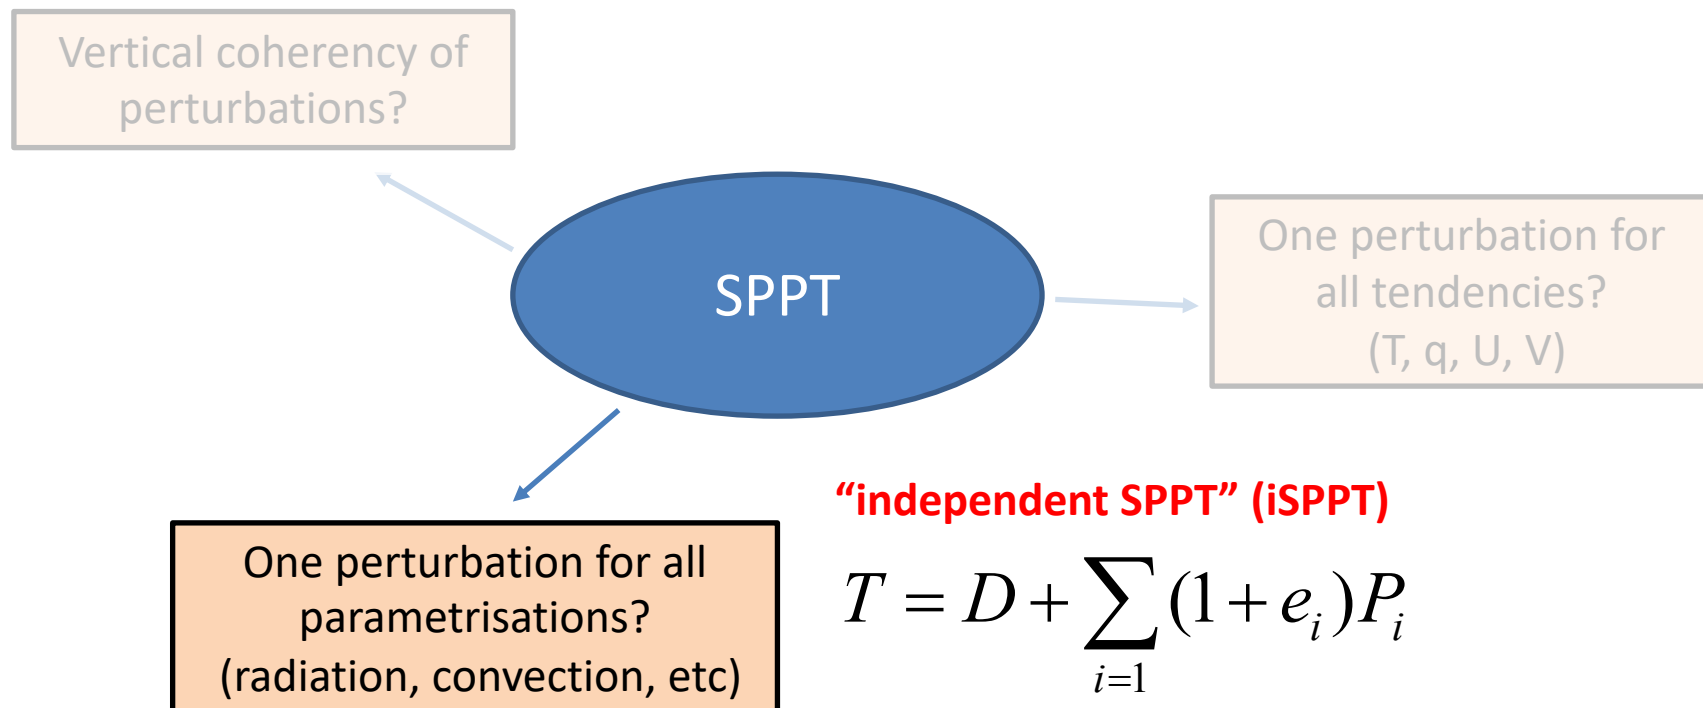 Vertical coherency of
perturbations?
SPPT
One perturbation for
all tendencies?
(T, q, U, V)
“independent SPPT” (iSPPT)
One perturbation for all
parametrisations?
(radiation, convection, etc)
T = D + ∑_{i=1} (1 + e_i) P_i